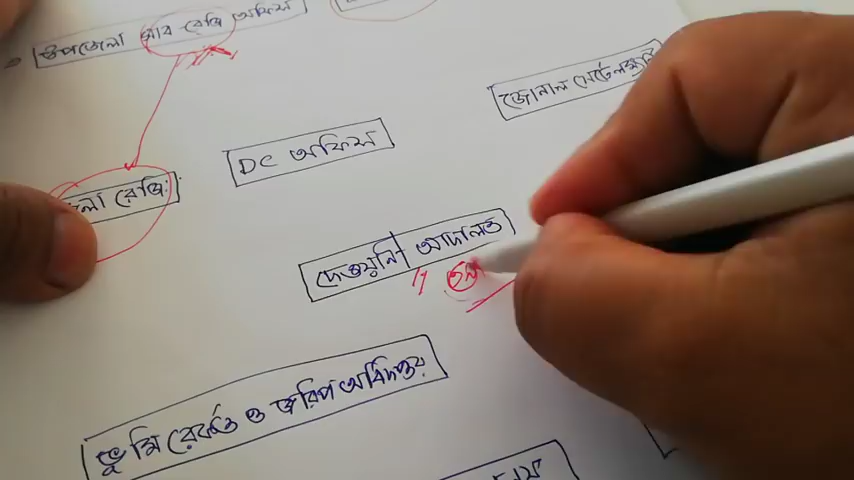 উপজেলা সাব রেজি অফিস
জোনাল সেটেলম্যান্ট
DC অফিস
লা রেজিঃ
দেওয়ানি আদালত
ভূমি রেকর্ড ও জরিপ অধিদপ্তর